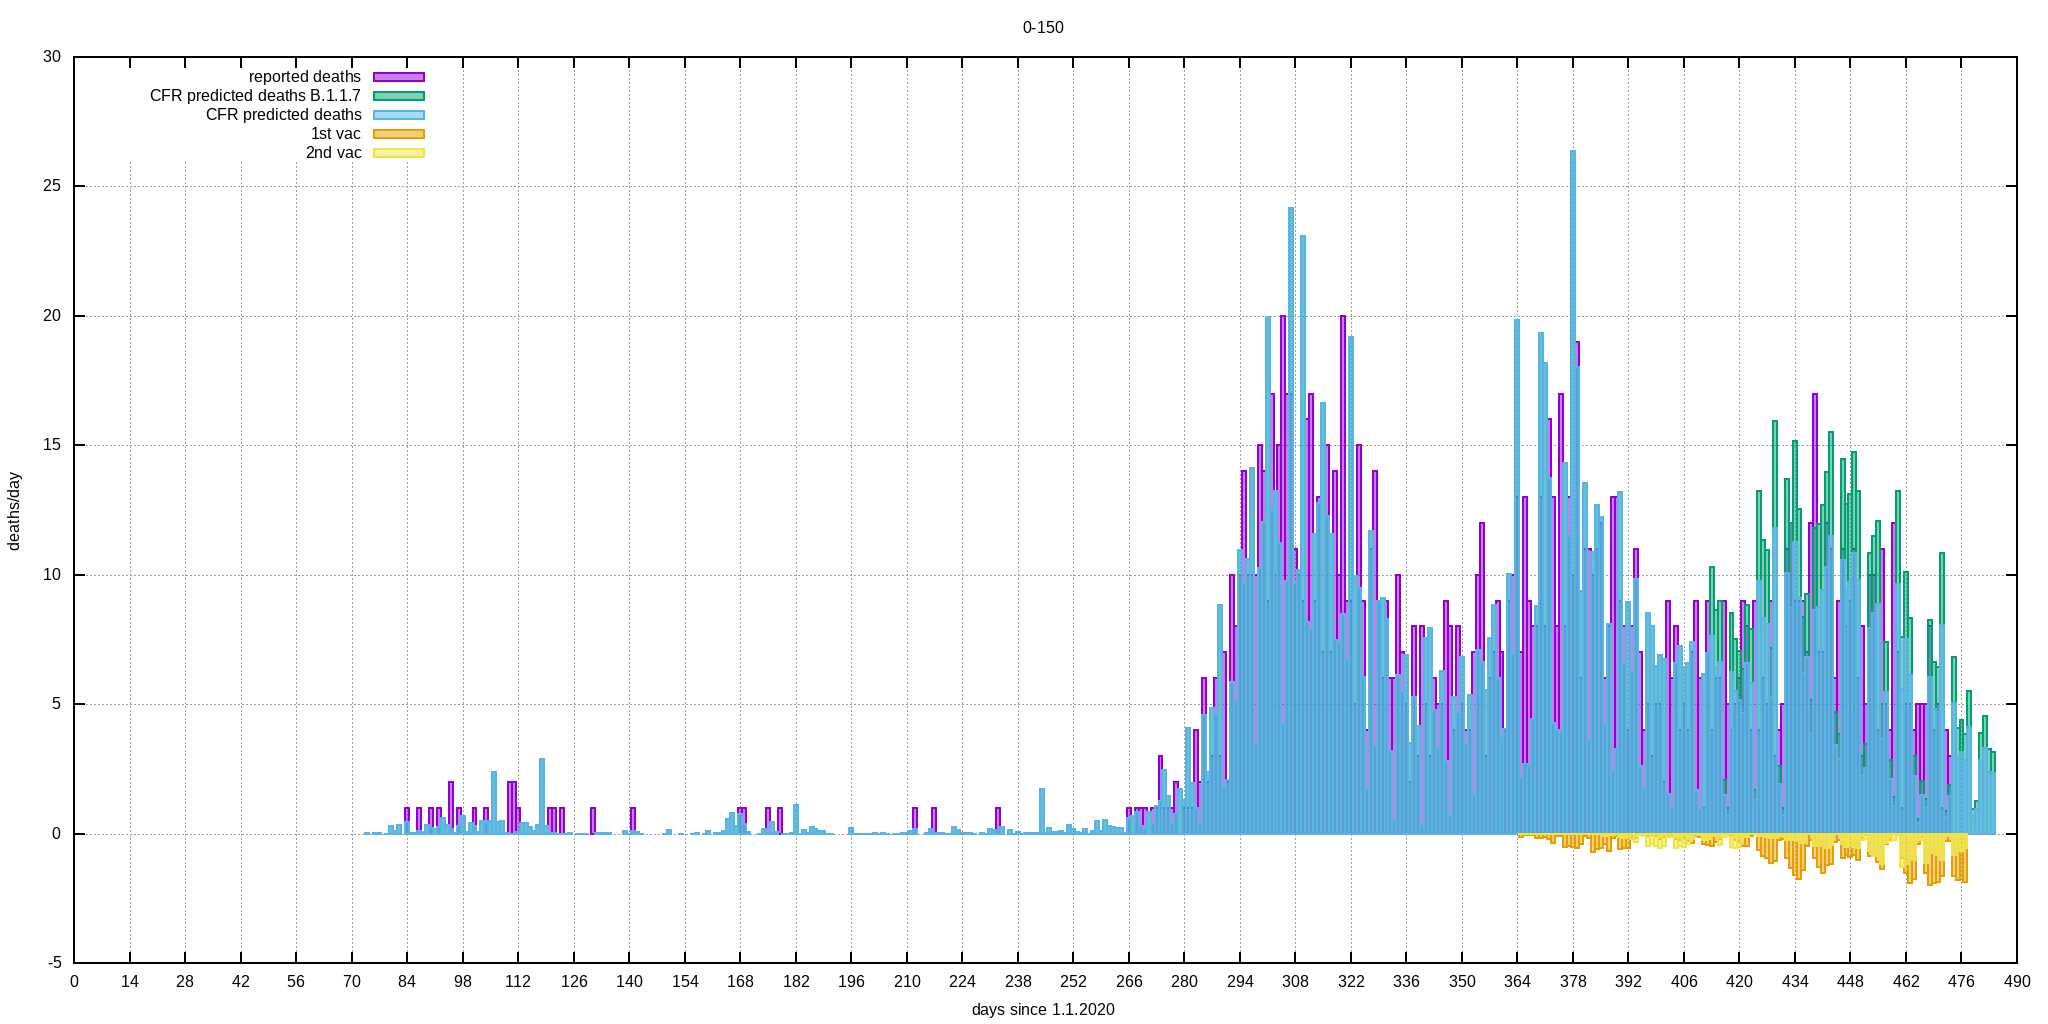 0-150
30
25
20
15
10
5
0
-5
deaths/day
reported deaths
CFR predicted deaths B.1.1.7
CFR predicted deaths
1st vac
2nd vac
0 14 28 42 56 70 84 98 112 126 140 154 168 182 196 210 224 238 252 266 280 294 308 322 336 350 364 378 392 406 420 434 448 462 476 490
days since 1.1.2020